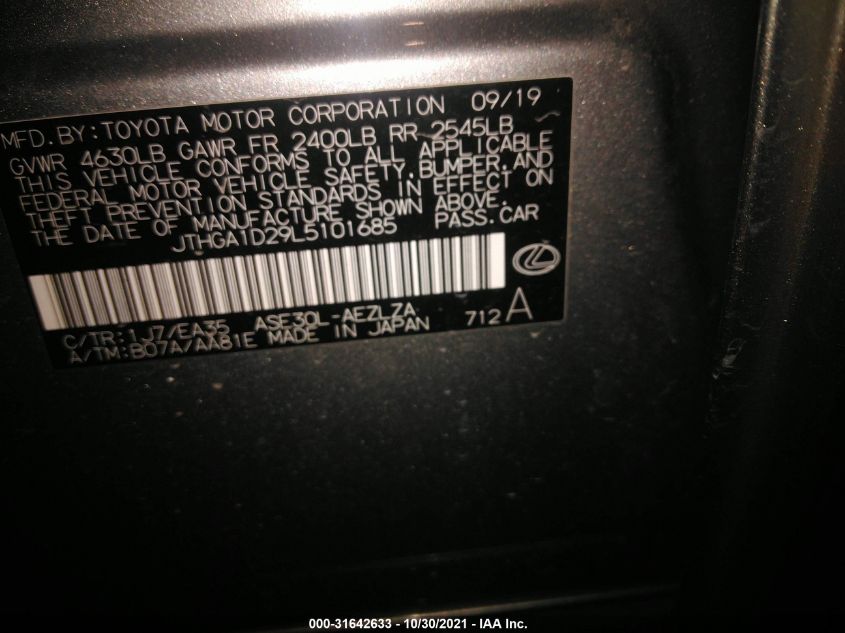 MFD. BY: TOYOTA MOTOR CORPORATION 09/19
GVWR 4630LB GAWR FR 2400LB RR 2545LB
THIS VEHICLE CONFORMS TO ALL APPLICABLE
FEDERAL MOTOR VEHICLE SAFETY, BUMPER, AND
THEFT PREVENTION STANDARDS IN EFFECT ON
THE DATE OF MANUFACTURE SHOWN ABOVE.
JTHGA1D29L5101685 PASS. CAR
C/TR: 1J7/EA35 ASE30L-AEZLZA
A/TM: B07A/AA81E MADE IN JAPAN 712A
000-31642633 - 10/30/2021 - IAA Inc.